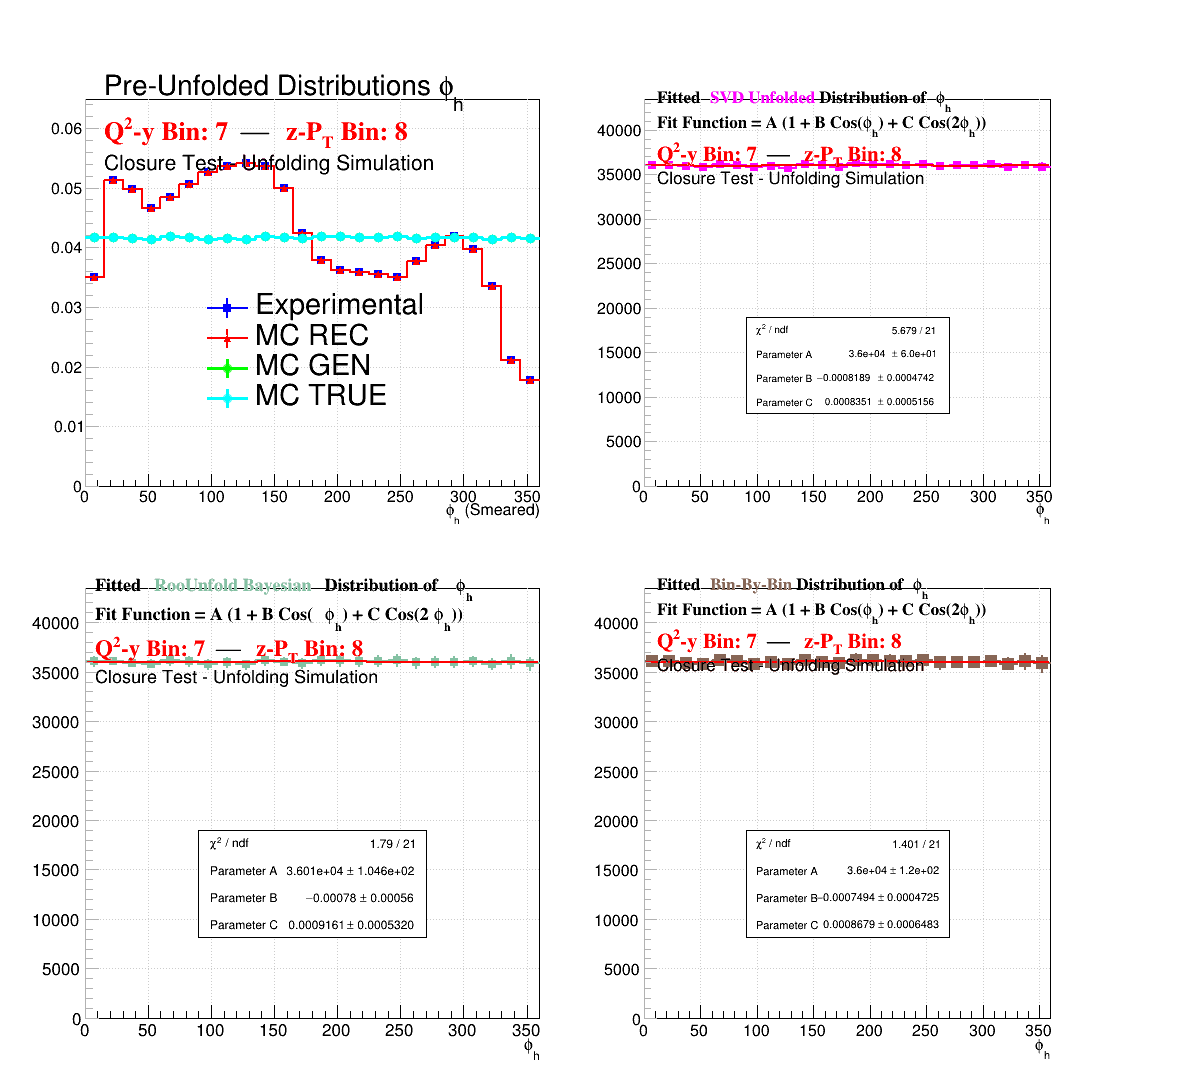 Pre-Unfolded Distributions ϕh
Q²-y Bin: 7 — z-PT Bin: 8
Closure Test - Unfolding Simulation
0.06
0.05
0.04
0.03
0.02
0.01
0
Experimental
MC REC
MC GEN
MC TRUE
0 50 100 150 200 250 300 350
ϕh (Smeared)
Fitted SVD Unfolded Distribution of ϕh
Fit Function = A (1 + B Cos(ϕh) + C Cos(2ϕh))
Q²-y Bin: 7 — z-PT Bin: 8
Closure Test - Unfolding Simulation
40000
35000
30000
25000
20000
15000
10000
5000
0
χ² / ndf 5.679 / 21
Parameter A 3.6e+04 ± 6.0e+01
Parameter B −0.0008189 ± 0.0004742
Parameter C 0.0008351 ± 0.0005156
0 50 100 150 200 250 300 350
ϕh
Fitted RooUnfold Bayesian Distribution of ϕh
Fit Function = A (1 + B Cos( ϕh) + C Cos(2 ϕh))
Q²-y Bin: 7 — z-PT Bin: 8
Closure Test - Unfolding Simulation
40000
35000
30000
25000
20000
15000
10000
5000
0
χ² / ndf 1.79 / 21
Parameter A 3.601e+04 ± 1.046e+02
Parameter B −0.00078 ± 0.00056
Parameter C 0.0009161 ± 0.0005320
0 50 100 150 200 250 300 350
ϕh
Fitted Bin-By-Bin Distribution of ϕh
Fit Function = A (1 + B Cos(ϕh) + C Cos(2ϕh))
Q²-y Bin: 7 — z-PT Bin: 8
Closure Test - Unfolding Simulation
40000
35000
30000
25000
20000
15000
10000
5000
0
χ² / ndf 1.401 / 21
Parameter A 3.6e+04 ± 1.2e+02
Parameter B −0.0007494 ± 0.0004725
Parameter C 0.0008679 ± 0.0006483
0 50 100 150 200 250 300 350
ϕh